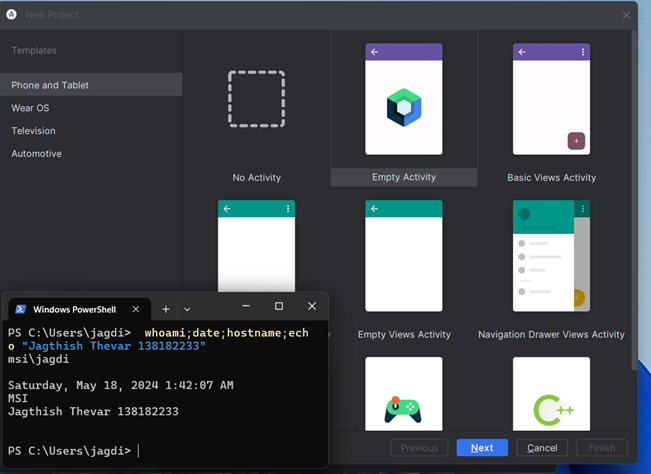 New Project
Templates
Phone and Tablet
Wear OS
Television
Automotive
No Activity
Empty Activity
Basic Views Activity
Empty Views Activity
Navigation Drawer Views Activity
C++
Previous
Next
Cancel
Finish
Windows PowerShell
PS C:\Users\jagdi>  whoami;date;hostname;ech
o "Jagthish Thevar 138182233"
msi\jagdi
Saturday, May 18, 2024 1:42:07 AM
MSI
Jagthish Thevar 138182233
PS C:\Users\jagdi>